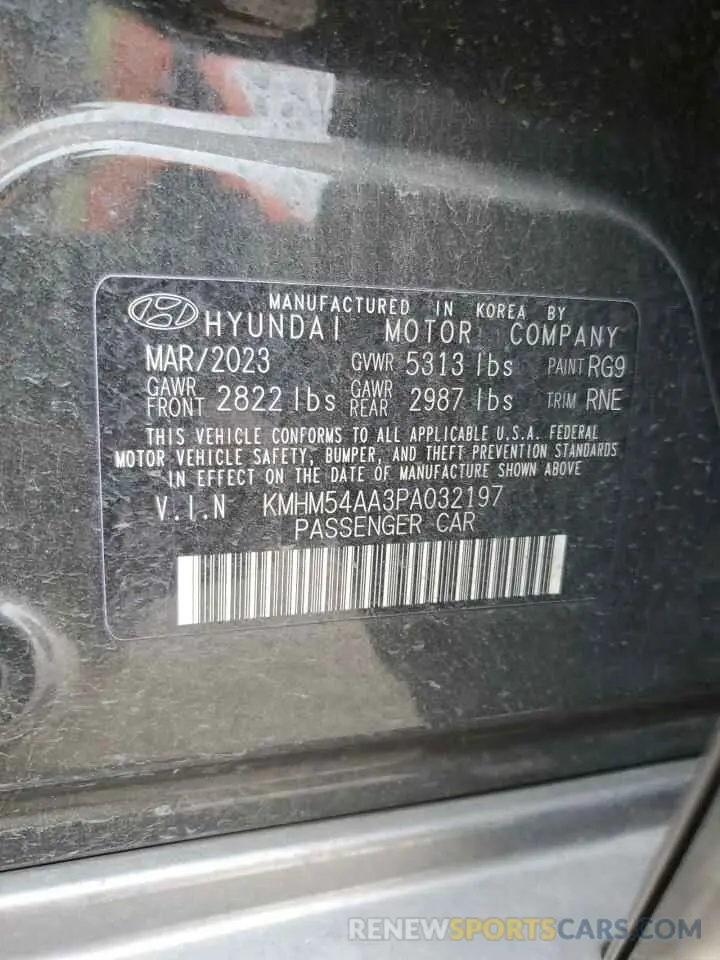 MANUFACTURED IN KOREA BY
HYUNDAI MOTOR COMPANY
MAR/2023 GVWR 5313 lbs PAINT RG9
GAWR FRONT 2822 lbs GAWR REAR 2987 lbs TRIM RNE
THIS VEHICLE CONFORMS TO ALL APPLICABLE U.S.A. FEDERAL
MOTOR VEHICLE SAFETY, BUMPER, AND THEFT PREVENTION STANDARDS
IN EFFECT ON THE DATE OF MANUFACTURE SHOWN ABOVE
V.I.N KMHM54AA3PA032197
PASSENGER CAR
RENEWSPORTSCARS.COM